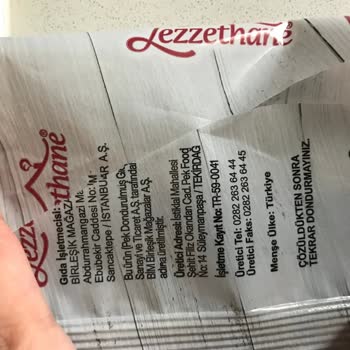 Lezzethane
Lezzethane
Gıda İşletmecisi:
BİRLEŞİK MAĞAZALAR A.Ş.
Abdurrahmangazi
Ebubekir Caddesi No:
Sancaktepe / İSTANBUL
Bu ürün Pek Dondurulmuş
Sanayi ve Ticaret A.Ş. tarafından
BİM Birleşik Mağazalar A.Ş.
adına üretilmiştir.
Üretici Adresi: İstiklal Mahallesi
Şehit Filiz Okandan Cad. Pek Food
No: 14 Süleymanpaşa / TEKİRDAĞ
İşletme Kayıt No: TR-59-0041
Üretici Tel: 0282 263 64 44
Üretici Faks: 0282 263 64 45
Menşe Ülke: Türkiye
ÇÖZÜLDÜKTEN SONRA
TEKRAR DONDURMAYINIZ.